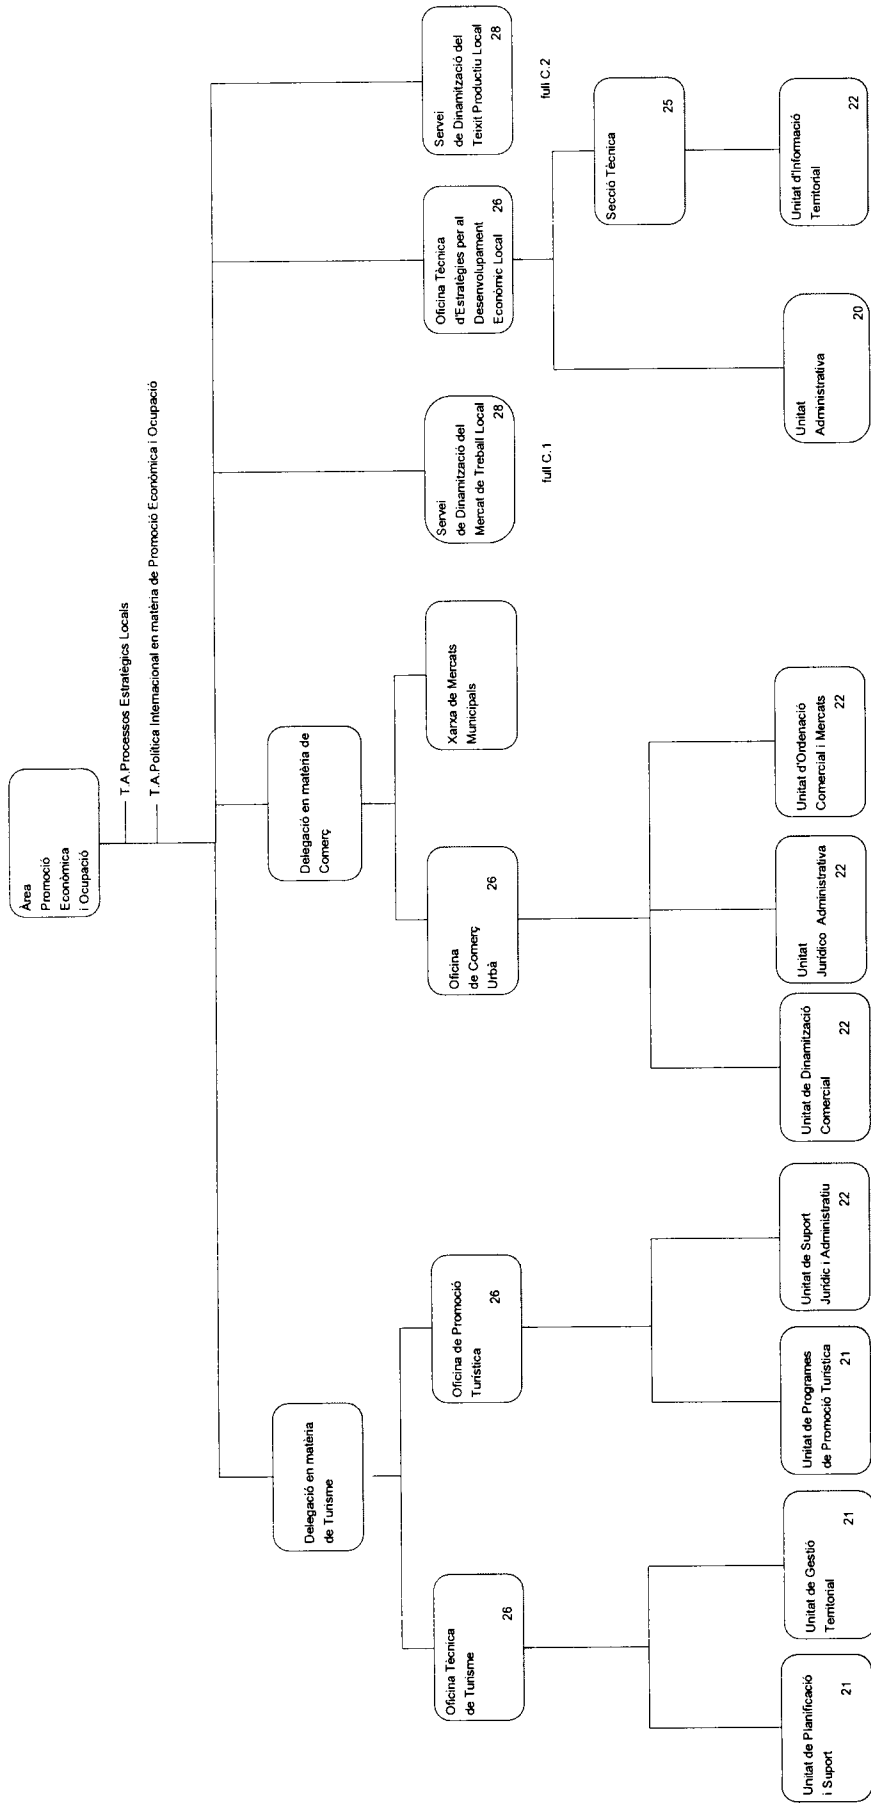 Àrea
Promoció
Econòmica
i Ocupació
T.A.Processos Estratègics Locals
T.A.Política Internacional en matèria de Promoció Econòmica i Ocupació
Delegació en matèria
de Turisme
Delegació en matèria de
Comerç
Oficina Tècnica
de Turisme
26
Oficina de Promoció
Turística
26
Oficina
de Comerç
Urbà
26
Xarxa de Mercats
Municipals
Servei
de Dinamització del
Mercat de Treball Local
28
full C.1
Oficina Tècnica
d'Estratègies per al
Desenvolupament
Econòmic Local
26
Servei
de Dinamització del
Teixit Productiu Local
28
full C.2
Secció Tècnica
25
Unitat de Planificació
i Suport
21
Unitat de Gestió
Territorial
21
Unitat de Programes
de Promoció Turística
21
Unitat de Suport
Jurídic i Administratiu
22
Unitat de Dinamització
Comercial
22
Unitat
Jurídico Administrativa
22
Unitat d'Ordenació
Comercial i Mercats
22
Unitat
Administrativa
20
Unitat d'Informació
Territorial
22